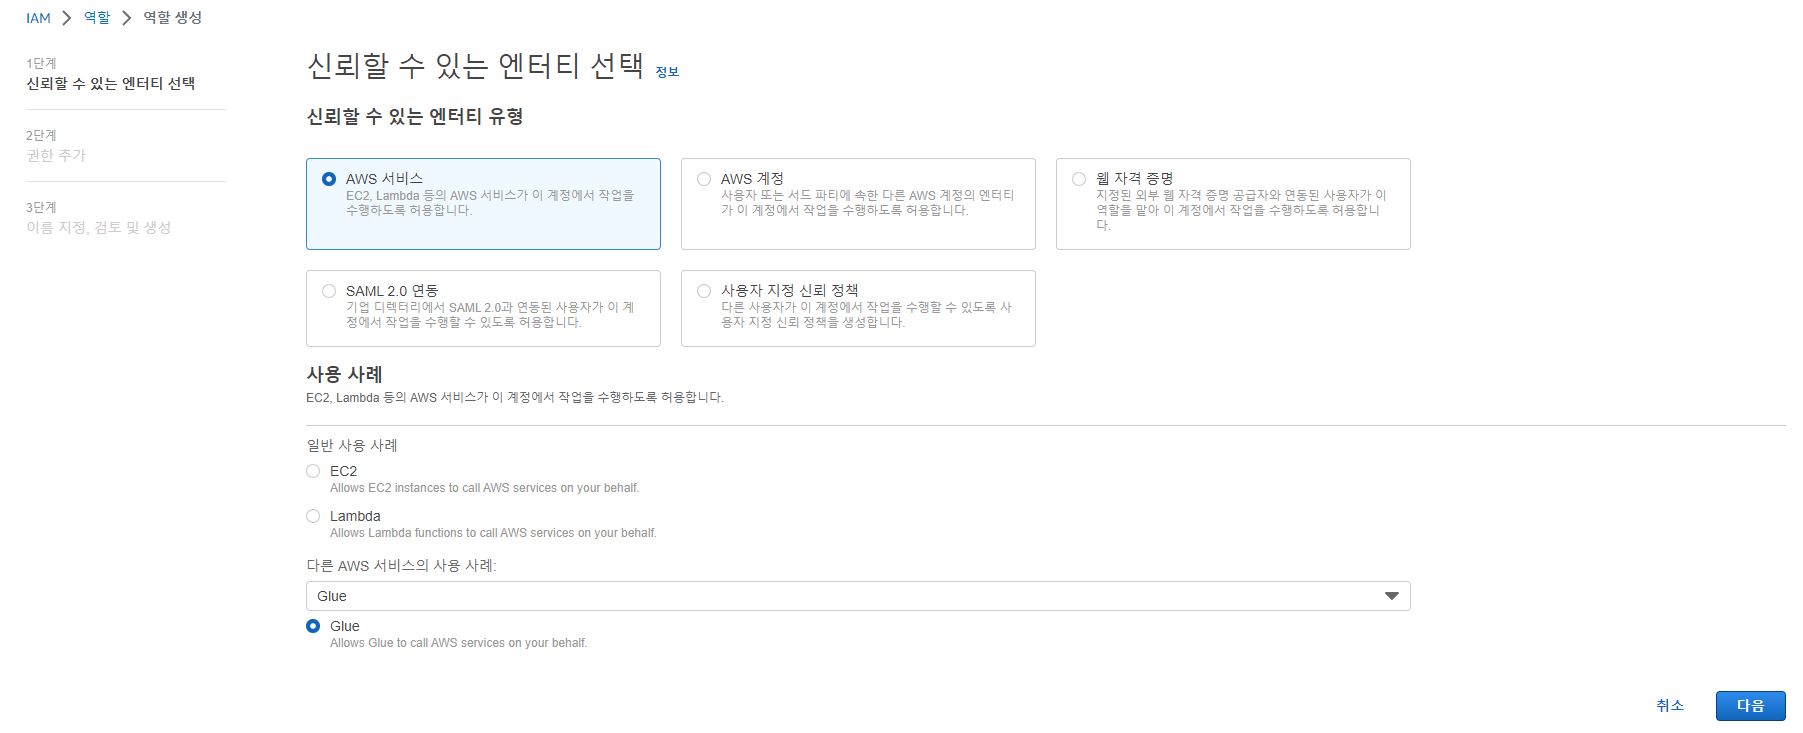 IAM > 역할 > 역할 생성
1단계
신뢰할 수 있는 엔터티 선택
2단계
권한 추가
3단계
이름 지정, 검토 및 생성
신뢰할 수 있는 엔터티 선택 정보
신뢰할 수 있는 엔터티 유형
AWS 서비스
EC2, Lambda 등의 AWS 서비스가 이 계정에서 작업을
수행하도록 허용합니다.
AWS 계정
사용자 또는 서드 파티에 속한 다른 AWS 계정의 엔터티
가 이 계정에서 작업을 수행하도록 허용합니다.
웹 자격 증명
지정된 외부 웹 자격 증명 공급자와 연동된 사용자가 이
역할을 맡아 이 계정에서 작업을 수행하도록 허용합니
다.
SAML 2.0 연동
기업 디렉터리에서 SAML 2.0과 연동된 사용자가 이 계
정에서 작업을 수행할 수 있도록 허용합니다.
사용자 지정 신뢰 정책
다른 사용자가 이 계정에서 작업을 수행할 수 있도록 사
용자 지정 신뢰 정책을 생성합니다.
사용 사례
EC2, Lambda 등의 AWS 서비스가 이 계정에서 작업을 수행하도록 허용합니다.
일반 사용 사례
EC2
Allows EC2 instances to call AWS services on your behalf.
Lambda
Allows Lambda functions to call AWS services on your behalf.
다른 AWS 서비스의 사용 사례:
Glue
Glue
Allows Glue to call AWS services on your behalf.
취소 다음